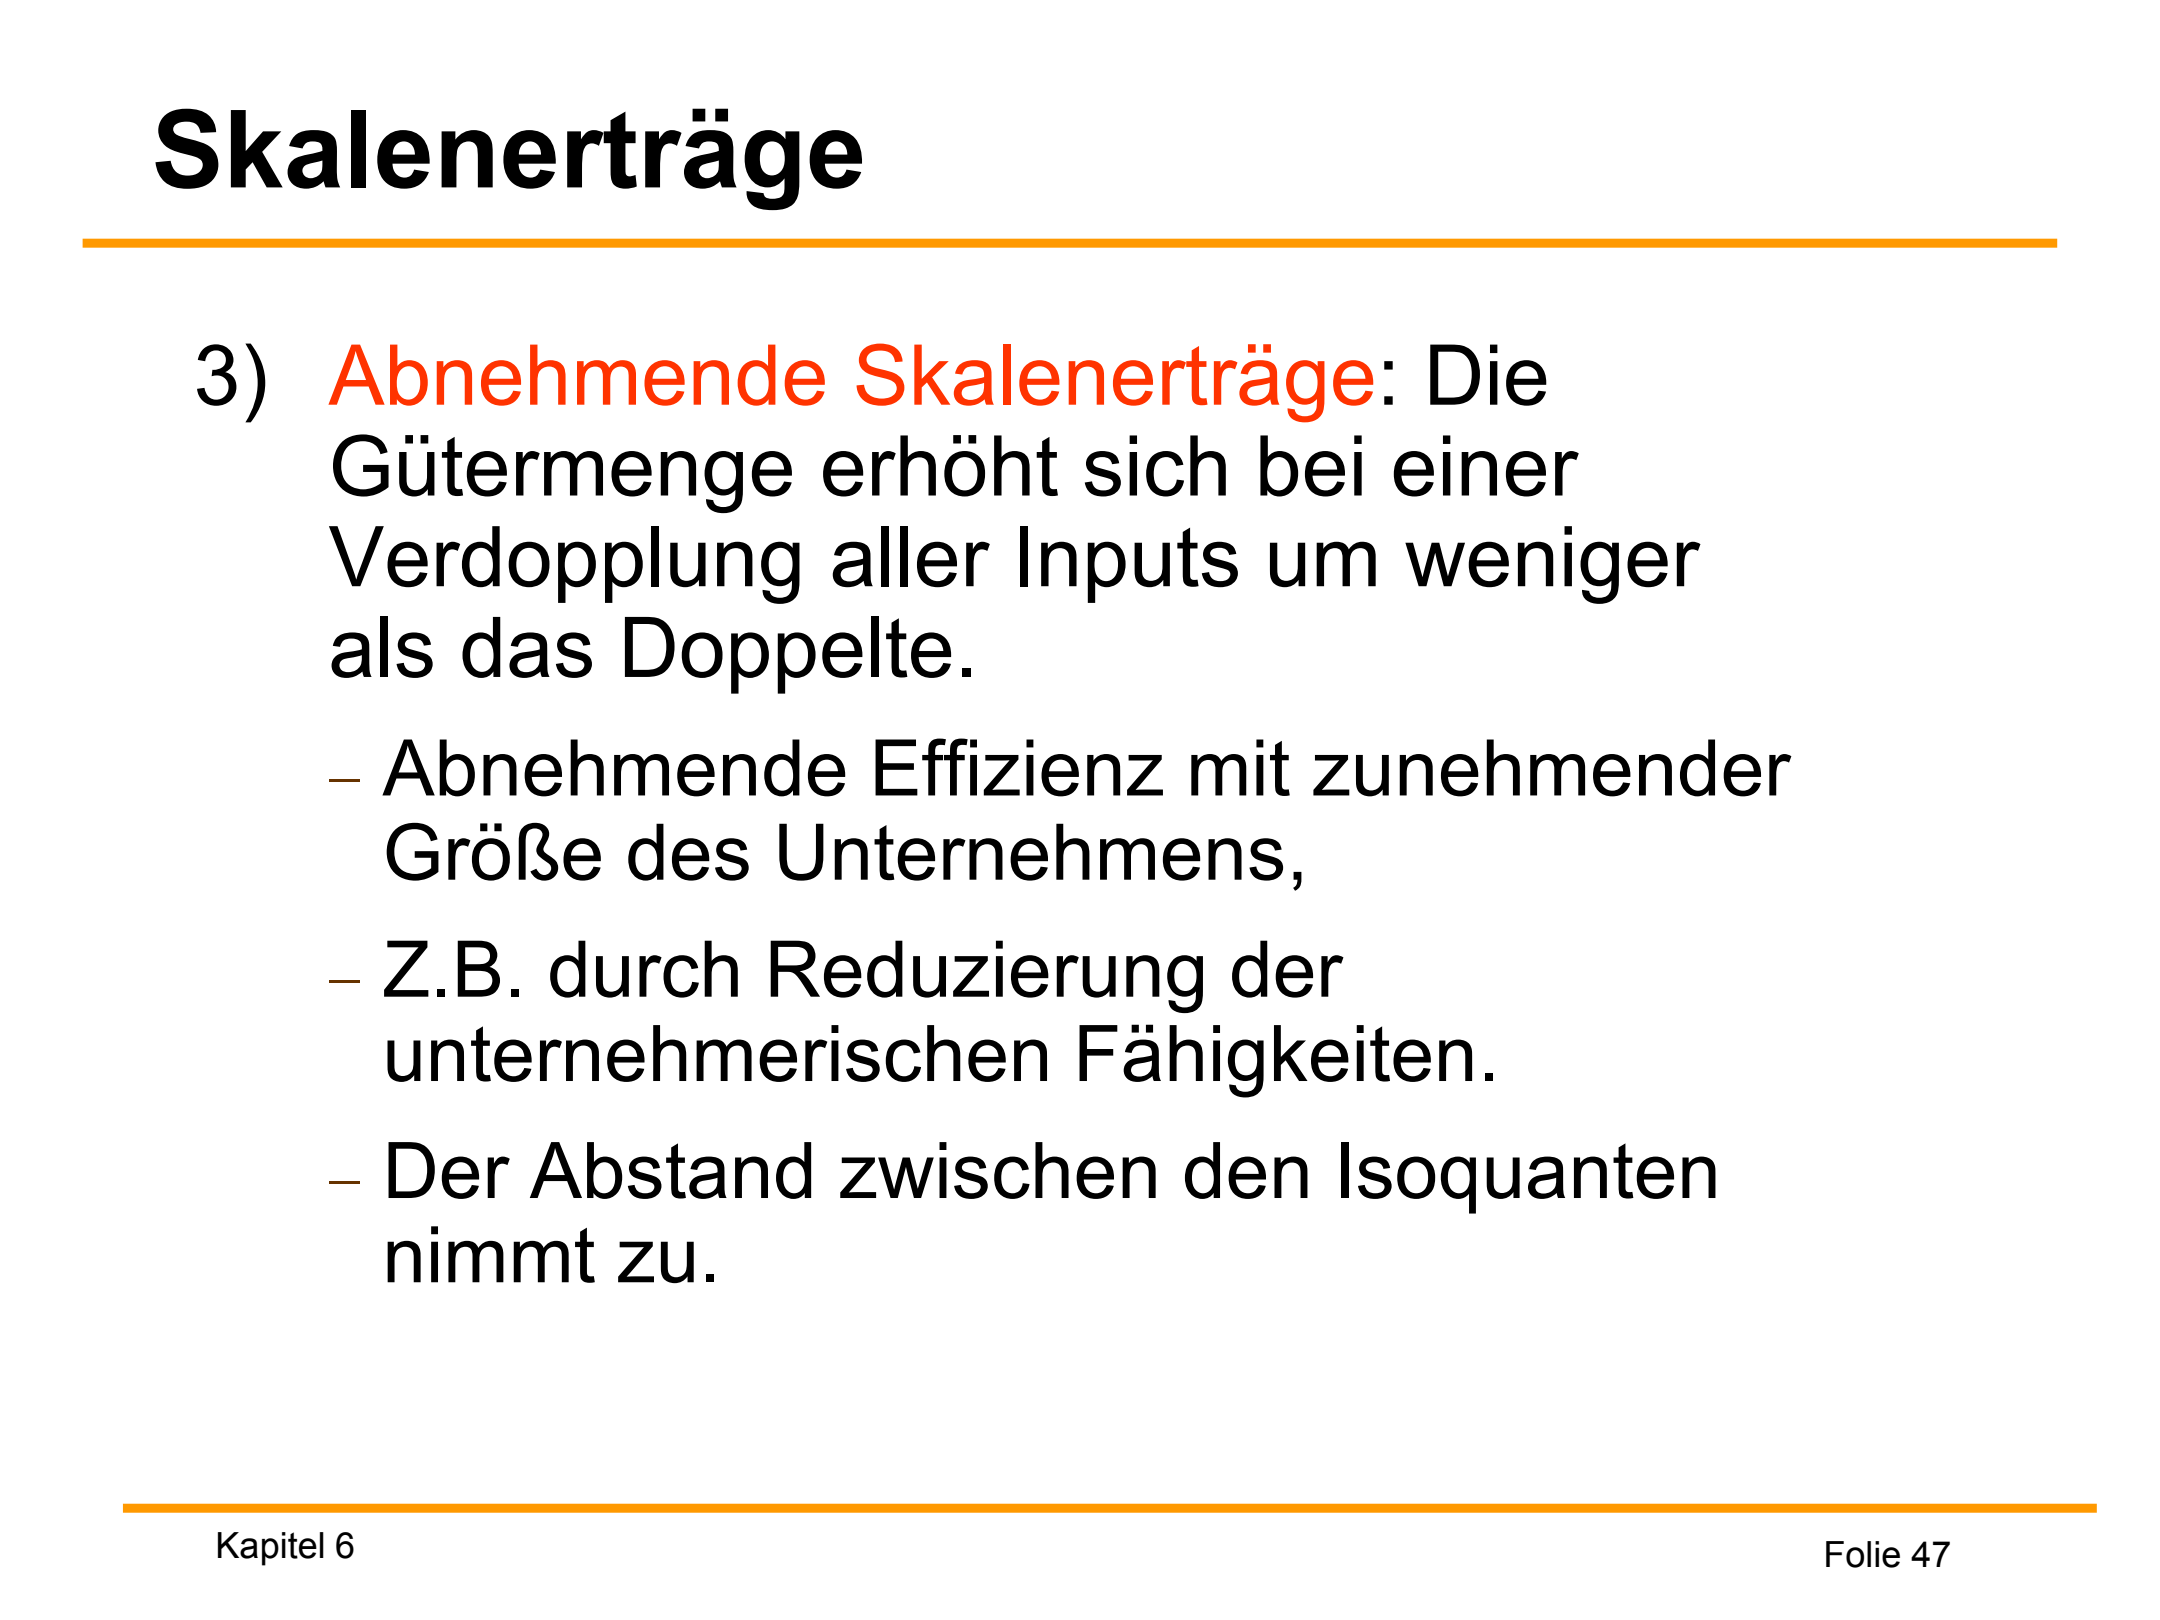 Skalenerträge
3) Abnehmende Skalenerträge: Die
Gütermenge erhöht sich bei einer
Verdopplung aller Inputs um weniger
als das Doppelte.
– Abnehmende Effizienz mit zunehmender
Größe des Unternehmens,
– Z.B. durch Reduzierung der
unternehmerischen Fähigkeiten.
– Der Abstand zwischen den Isoquanten
nimmt zu.
Kapitel 6
Folie 47